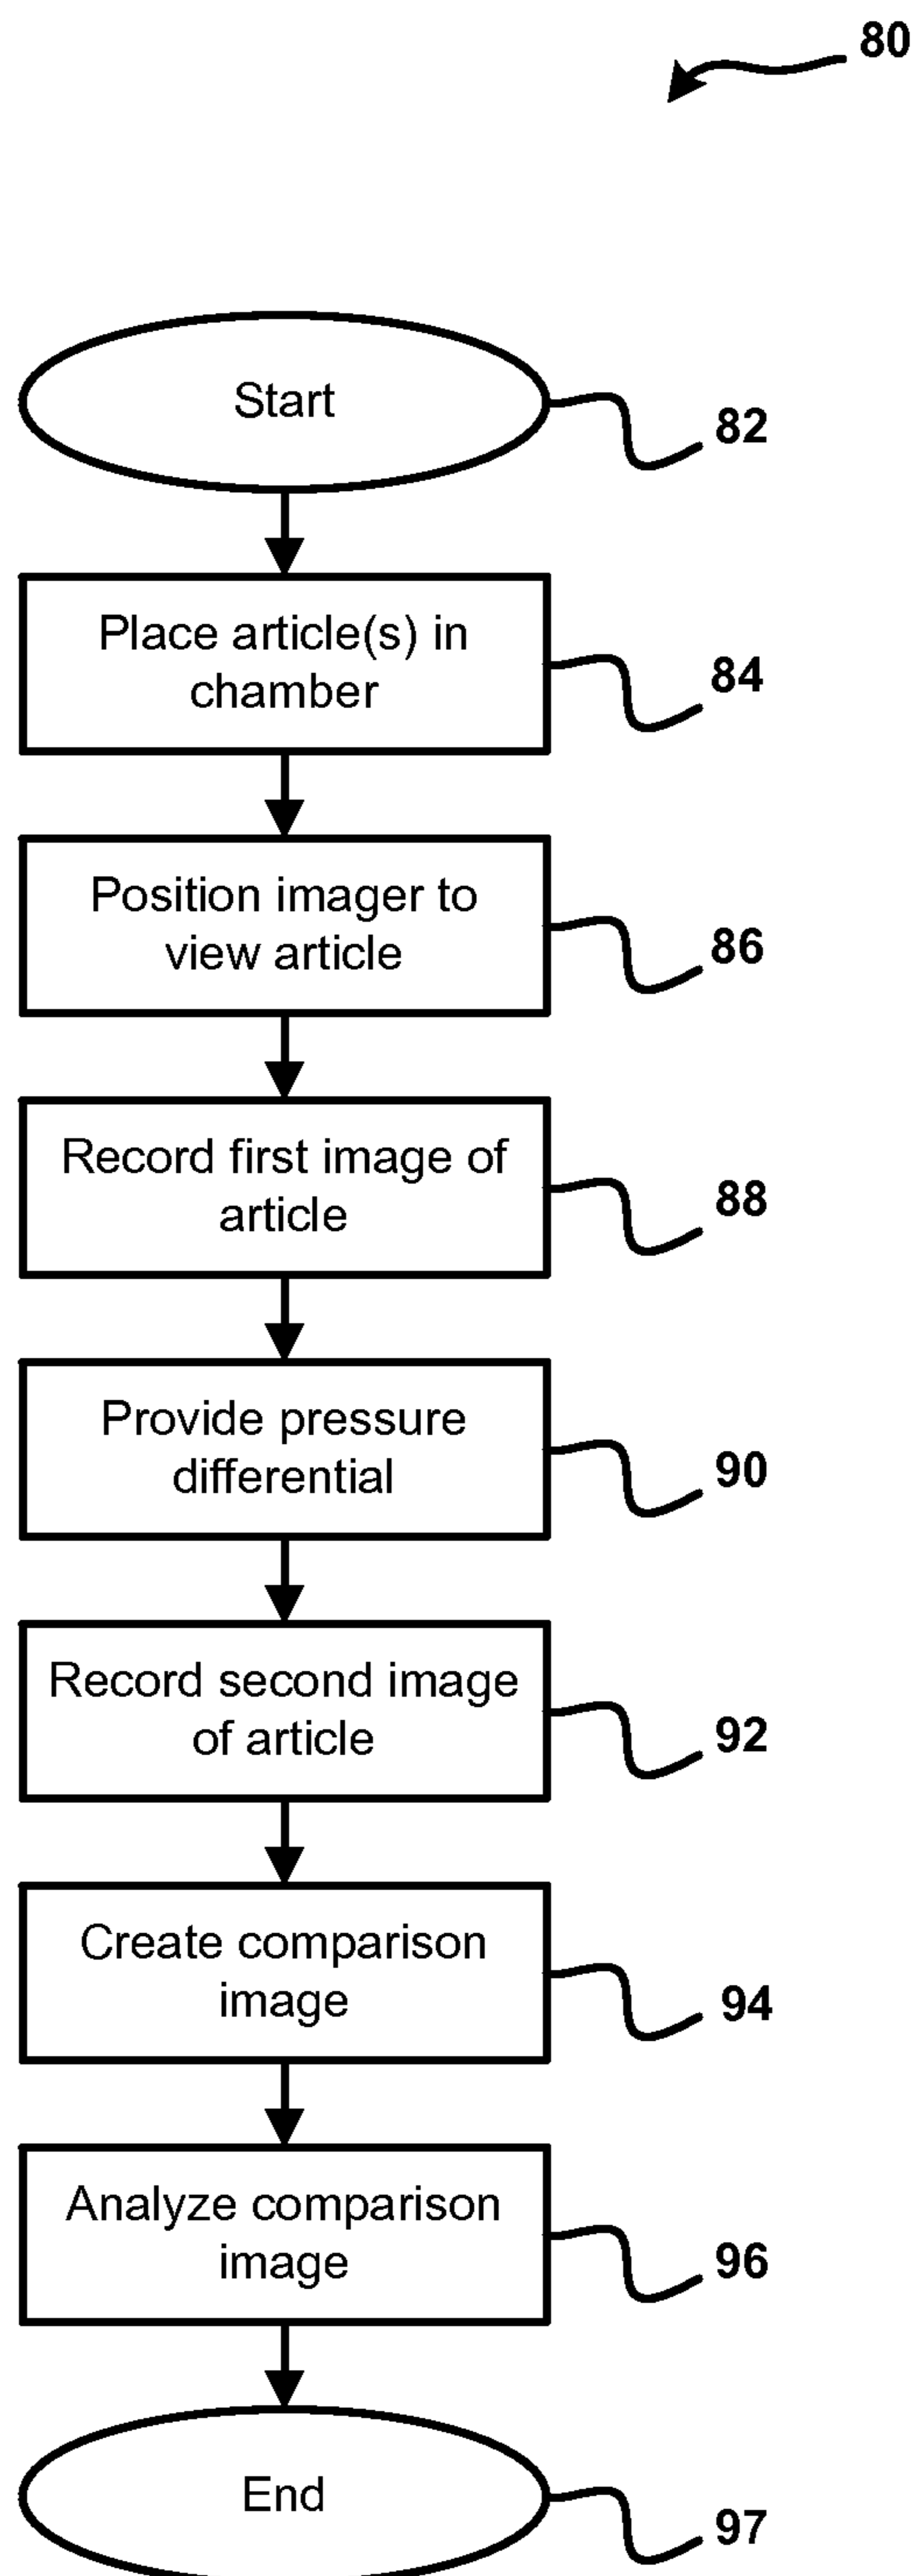 80
Start
82
Place article(s) in
chamber
84
Position imager to
view article
86
Record first image of
article
88
Provide pressure
differential
90
Record second image
of article
92
Create comparison
image
94
Analyze comparison
image
96
End
97